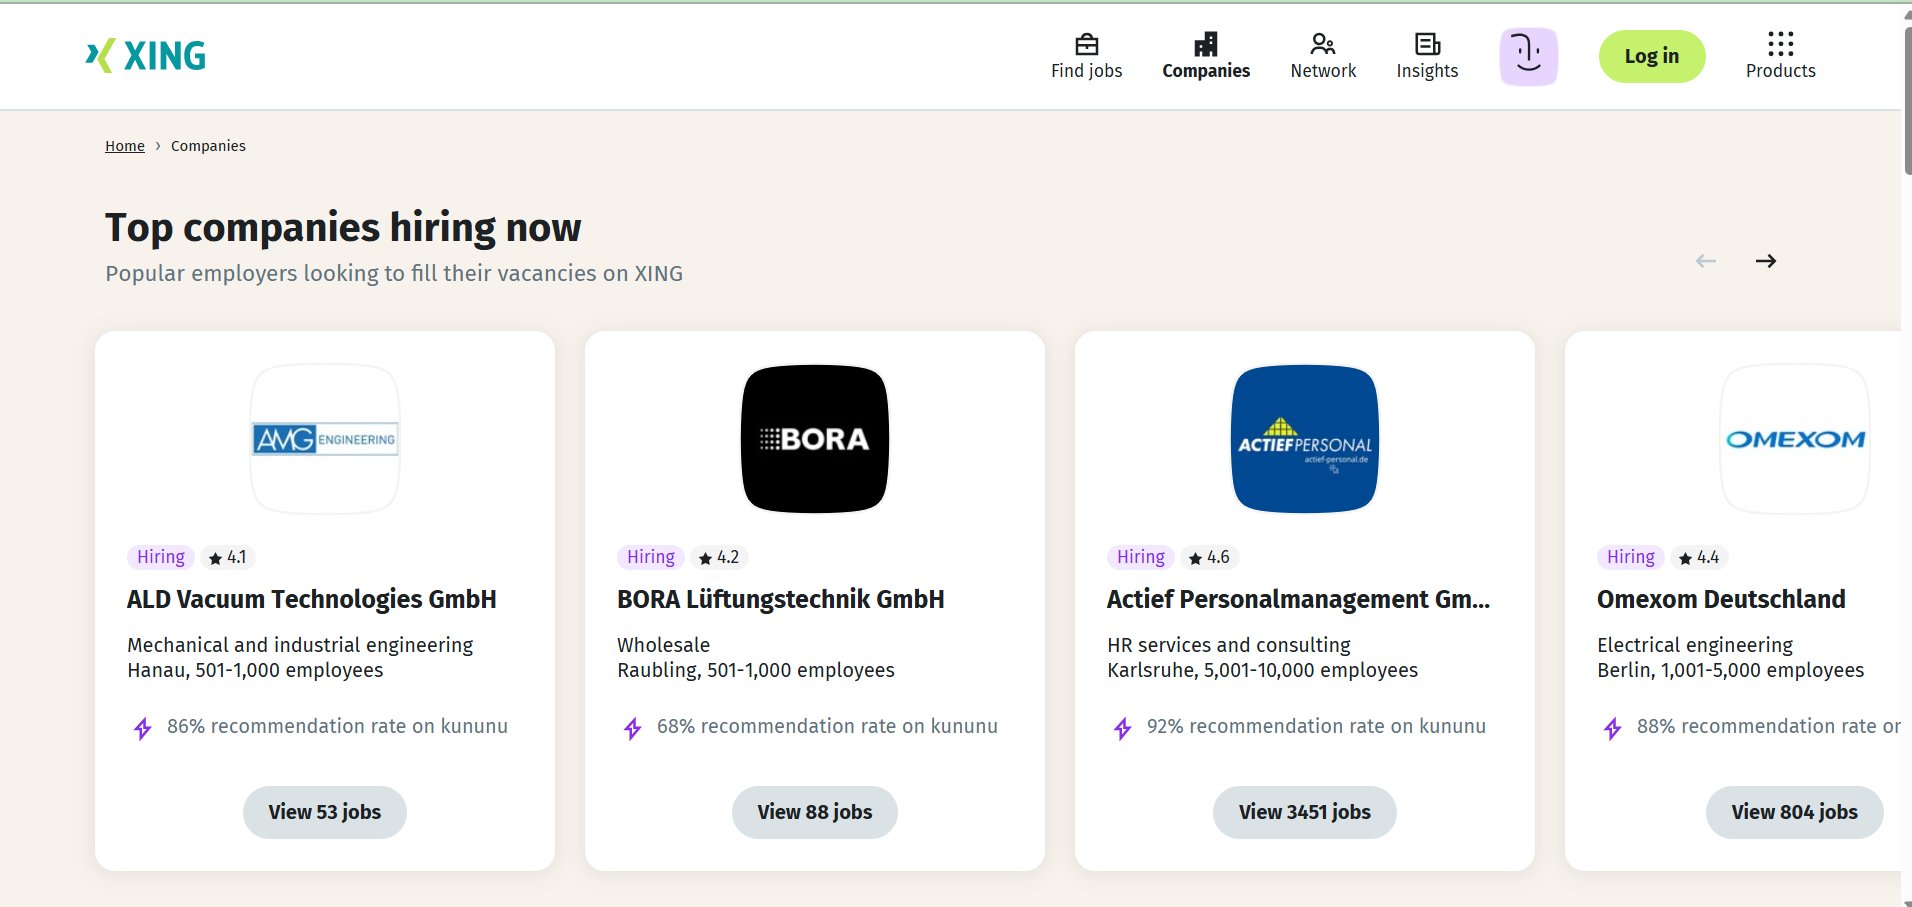 XING
Find jobs
Companies
Network
Insights
Log in
Products
Home › Companies
Top companies hiring now
Popular employers looking to fill their vacancies on XING
AMG ENGINEERING
Hiring ★ 4.1
ALD Vacuum Technologies GmbH
Mechanical and industrial engineering
Hanau, 501-1,000 employees
86% recommendation rate on kununu
View 53 jobs
BORA
Hiring ★ 4.2
BORA Lüftungstechnik GmbH
Wholesale
Raubling, 501-1,000 employees
68% recommendation rate on kununu
View 88 jobs
ACTIEF PERSONAL
actief-personal.de
Hiring ★ 4.6
Actief Personalmanagement Gm...
HR services and consulting
Karlsruhe, 5,001-10,000 employees
92% recommendation rate on kununu
View 3451 jobs
OMEXOM
Hiring ★ 4.4
Omexom Deutschland
Electrical engineering
Berlin, 1,001-5,000 employees
88% recommendation rate or
View 804 jobs